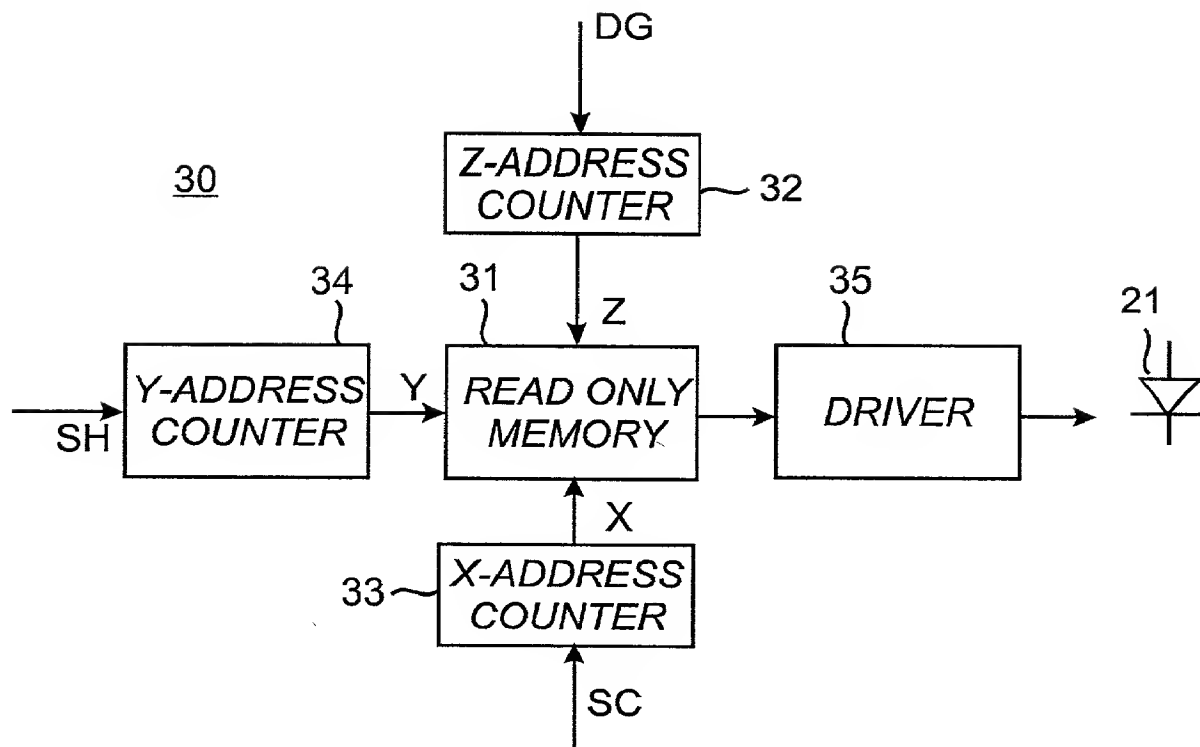 DG
30
Z-ADDRESS
COUNTER
32
34
31
Z
35
21
Y-ADDRESS
COUNTER
SH
Y
READ ONLY
MEMORY
DRIVER
X
33
X-ADDRESS
COUNTER
SC